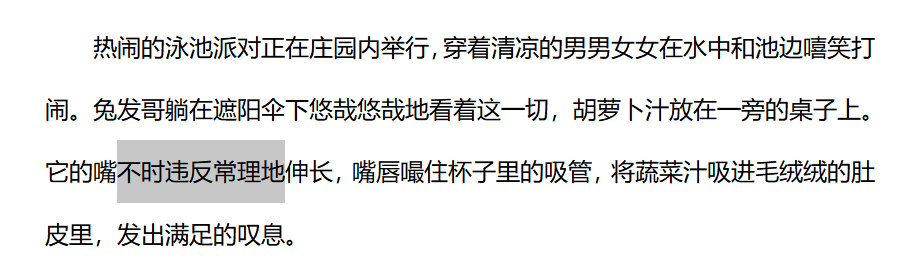 热闹的泳池派对正在庄园内举行，穿着清凉的男男女女在水中和池边嘻笑打
闹。兔发哥躺在遮阳伞下悠哉悠哉地看着这一切，胡萝卜汁放在一旁的桌子上。
它的嘴不时违反常理地伸长，嘴唇嘬住杯子里的吸管，将蔬菜汁吸进毛绒绒的肚
皮里，发出满足的叹息。